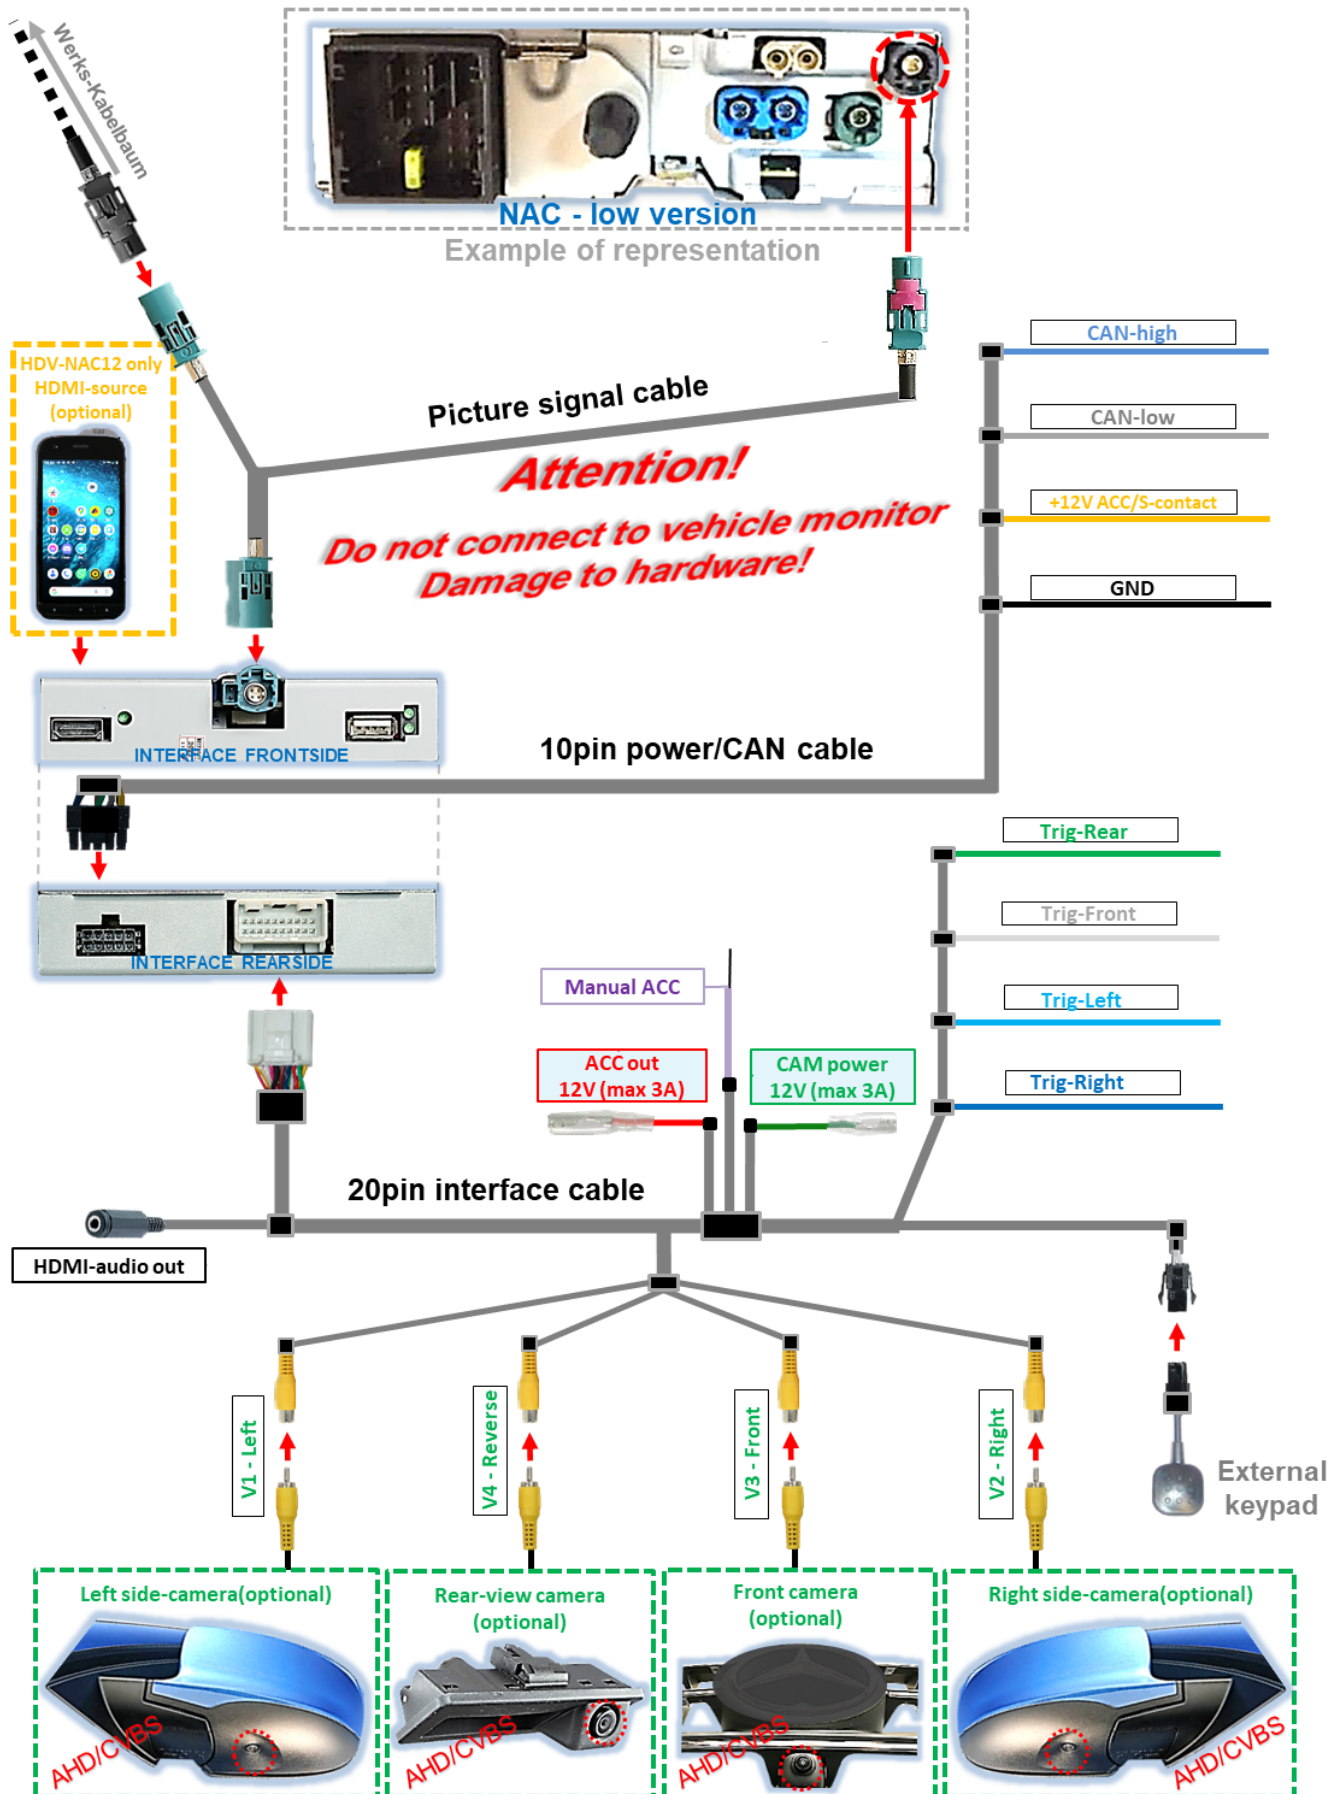 Werks-Kabelbaum
NAC - low version
Example of representation
HDV-NAC12 only
HDMI-source
(optional)
Picture signal cable
Attention!
Do not connect to vehicle monitor
Damage to hardware!
CAN-high
CAN-low
+12V ACC/S-contact
GND
INTERFACE FRONTSIDE
10pin power/CAN cable
INTERFACE REARSIDE
Trig-Rear
Trig-Front
Trig-Left
Trig-Right
Manual ACC
ACC out
12V (max 3A)
CAM power
12V (max 3A)
20pin interface cable
HDMI-audio out
V1 - Left
V4 - Reverse
V3 - Front
V2 - Right
External
keypad
Left side-camera(optional)
AHD/CVBS
Rear-view camera
(optional)
AHD/CVBS
Front camera
(optional)
AHD/CVBS
Right side-camera(optional)
AHD/CVBS